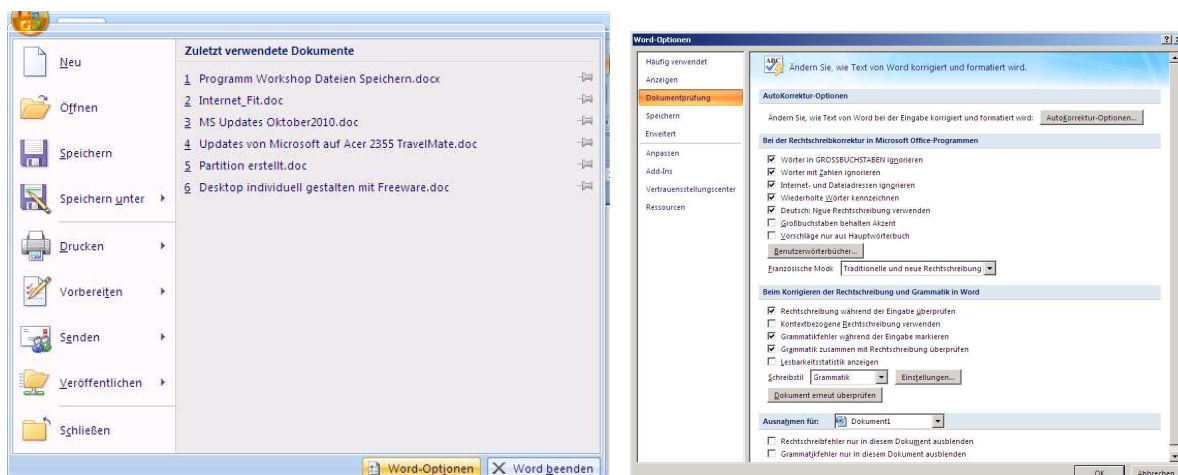 Neu
Öffnen
Speichern
Speichern unter
Drucken
Vorbereiten
Senden
Veröffentlichen
Schließen
Zuletzt verwendete Dokumente
1 Programm Workshop Dateien Speichern.docx
2 Internet_Fit.doc
3 MS Updates Oktober2010.doc
4 Updates von Microsoft auf Acer 2355 TravelMate.doc
5 Partition erstellt.doc
6 Desktop individuell gestalten mit Freeware.doc
Word-Optionen
Word beenden
Word-Optionen
Häufig verwendet
Anzeigen
Dokumentprüfung
Speichern
Erweitert
Anpassen
Add-Ins
Vertrauensstellungscenter
Ressourcen
ABC
Ändern Sie, wie Text von Word korrigiert und formatiert wird.
AutoKorrektur-Optionen
Ändern Sie, wie Text von Word bei der Eingabe korrigiert und formatiert wird: AutoKorrektur-Optionen...
Bei der Rechtschreibkorrektur in Microsoft Office-Programmen
Wörter in GROSSBUCHSTABEN ignorieren
Wörter mit Zahlen ignorieren
Internet- und Dateiadressen ignorieren
Wiederholte Wörter kennzeichnen
Deutsch: Neue Rechtschreibung verwenden
Großbuchstaben behalten Akzent
Vorschläge nur aus Hauptwörterbuch
Benutzerwörterbücher...
Französische Modi: Traditionelle und neue Rechtschreibung
Beim Korrigieren der Rechtschreibung und Grammatik in Word
Rechtschreibung während der Eingabe überprüfen
Kontextbezogene Rechtschreibung verwenden
Grammatikfehler während der Eingabe markieren
Grammatik zusammen mit Rechtschreibung überprüfen
Lesbarkeitsstatistik anzeigen
Schreibstil Grammatik Einstellungen...
Dokument erneut überprüfen
Ausnahmen für: Dokument1
Rechtschreibfehler nur in diesem Dokument ausblenden
Grammatikfehler nur in diesem Dokument ausblenden
OK Abbrechen